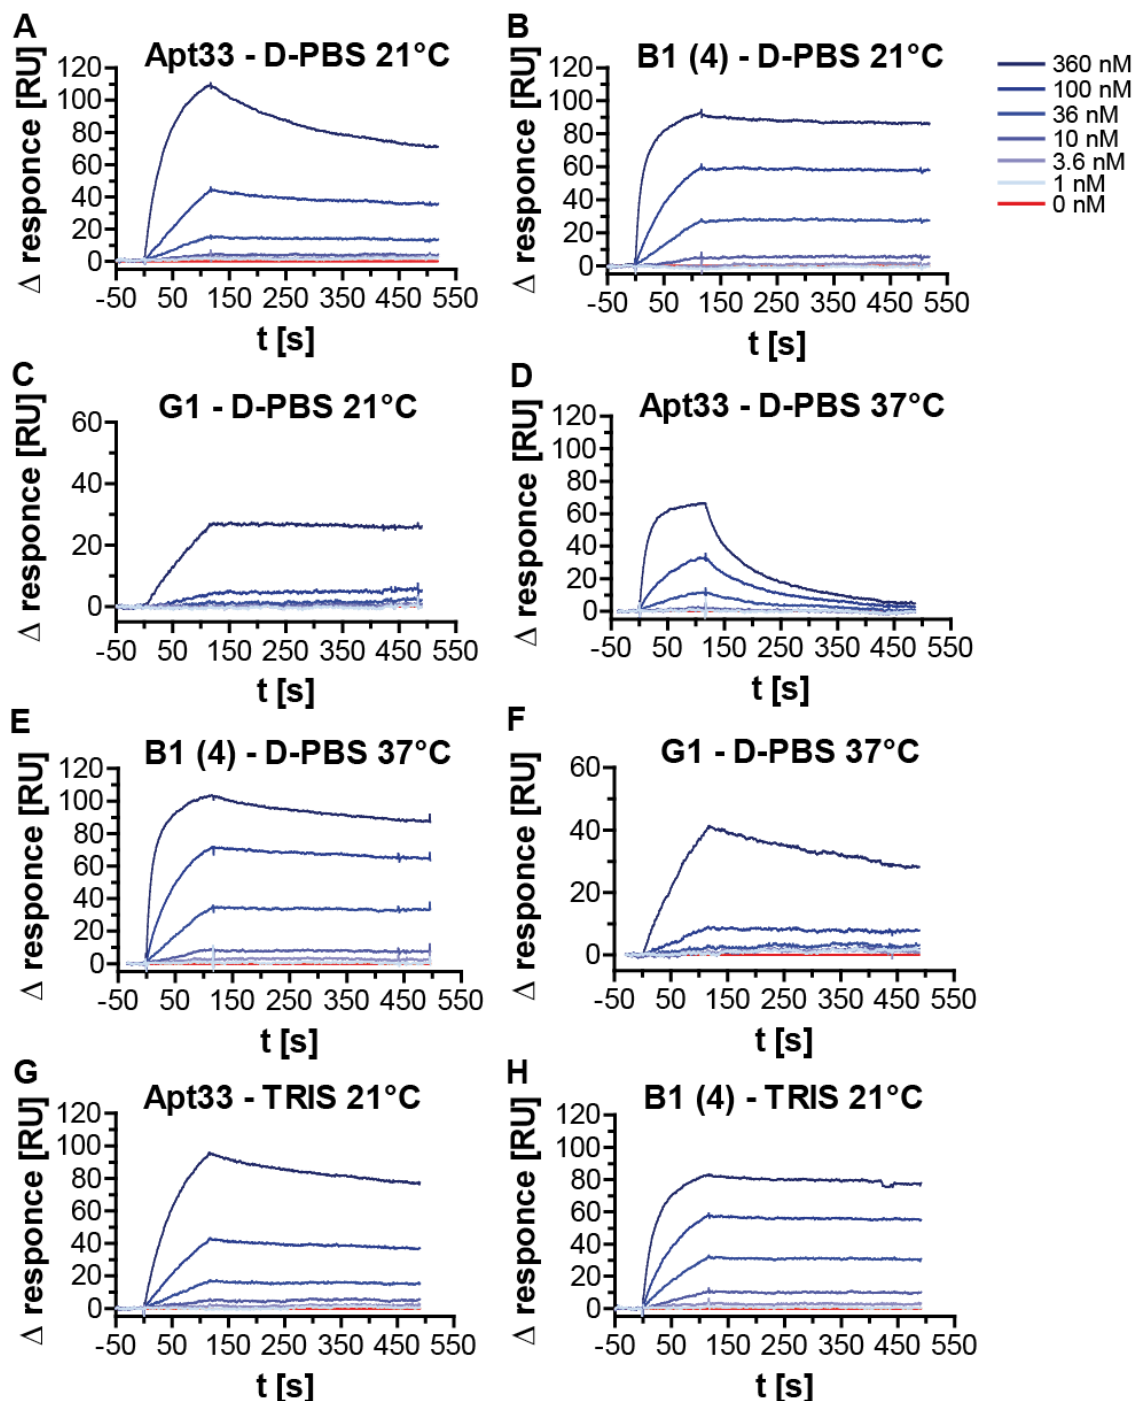 A
Apt33 - D-PBS 21°C
Δ responce [RU]
120
100
80
60
40
20
0
-50 50 150 250 350 450 550
t [s]
B
B1 (4) - D-PBS 21°C
Δ responce [RU]
120
100
80
60
40
20
0
-50 50 150 250 350 450 550
t [s]
360 nM
100 nM
36 nM
10 nM
3.6 nM
1 nM
0 nM
C
G1 - D-PBS 21°C
Δ response [RU]
60
40
20
0
-50 50 150 250 350 450 550
t [s]
D
Apt33 - D-PBS 37°C
Δ response [RU]
120
100
80
60
40
20
0
-50 50 150 250 350 450 550
t [s]
E
B1 (4) - D-PBS 37°C
Δ response [RU]
120
100
80
60
40
20
0
-50 50 150 250 350 450 550
t [s]
F
G1 - D-PBS 37°C
Δ response [RU]
60
40
20
0
-50 50 150 250 350 450 550
t [s]
G
Apt33 - TRIS 21°C
Δ responce [RU]
120
100
80
60
40
20
0
-50 50 150 250 350 450 550
t [s]
H
B1 (4) - TRIS 21°C
Δ responce [RU]
120
100
80
60
40
20
0
-50 50 150 250 350 450 550
t [s]